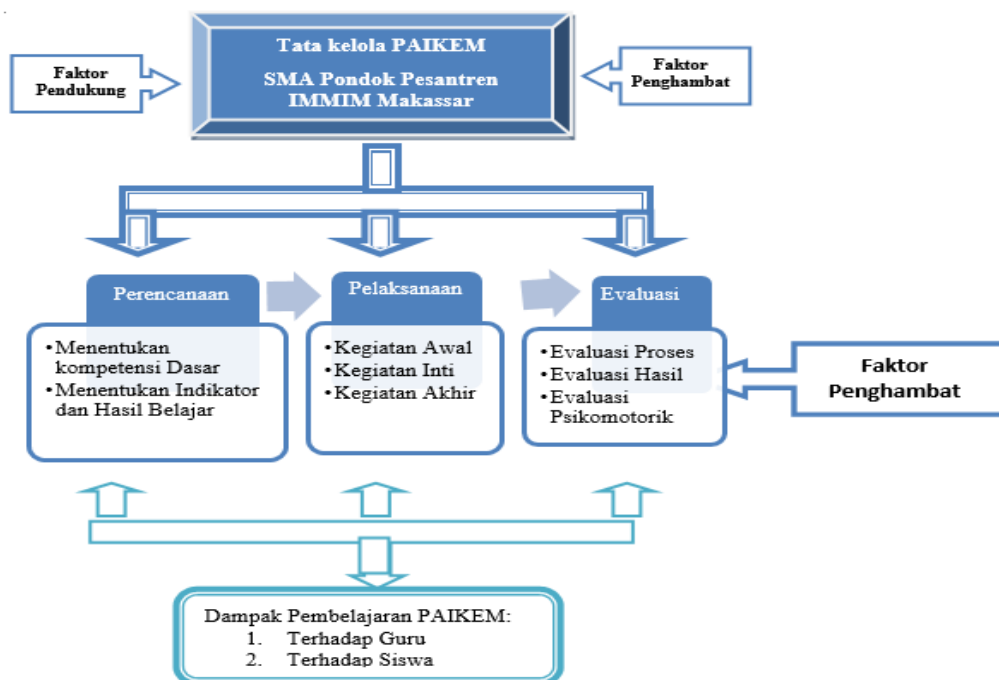 Tata kelola PAIKEM
SMA Pondok Pesantren
IMMIM Makassar
Faktor
Pendukung
Faktor
Penghambat
Perencanaan
•Menentukan
kompetensi Dasar
•Menentukan Indikator
dan Hasil Belajar
Pelaksanaan
•Kegiatan Awal
•Kegiatan Inti
•Kegiatan Akhir
Evaluasi
•Evaluasi Proses
•Evaluasi Hasil
•Evaluasi
Psikomotorik
Faktor
Penghambat
Dampak Pembelajaran PAIKEM:
1. Terhadap Guru
2. Terhadap Siswa